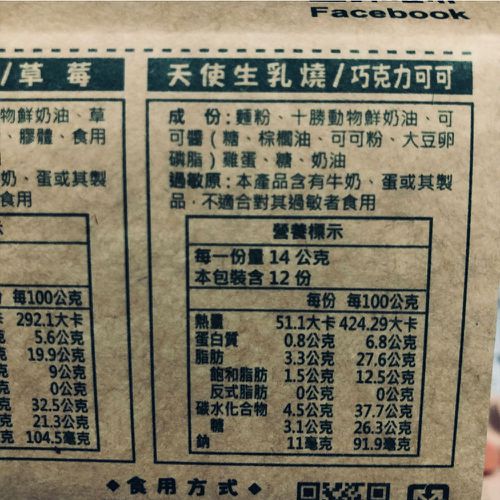 Facebook
/草 莓
物鮮奶油、草
、膠體、食用
奶、蛋或其製
食用
示
每100公克
卡 292.1大卡
克 5.6公克
克 19.9公克
克 9公克
克 0公克
克 32.5公克
克 21.3公克
克 104.5毫克
天使生乳燒/巧克力可可
成 份:麵粉、十勝動物鮮奶油、可
可醬(糖、棕櫚油、可可粉、大豆卵
磷脂)雞蛋、糖、奶油
過敏原:本產品含有牛奶、蛋或其製
品,不適合對其過敏者食用
營養標示
每一份量 14 公克
本包裝含 12 份
每份 每100公克
熱量 51.1大卡 424.29大卡
蛋白質 0.8公克 6.8公克
脂肪 3.3公克 27.6公克
飽和脂肪 1.5公克 12.5公克
反式脂肪 0公克 0公克
碳水化合物 4.5公克 37.7公克
糖 3.1公克 26.3公克
鈉 11毫克 91.9毫克
◆食用方式◆